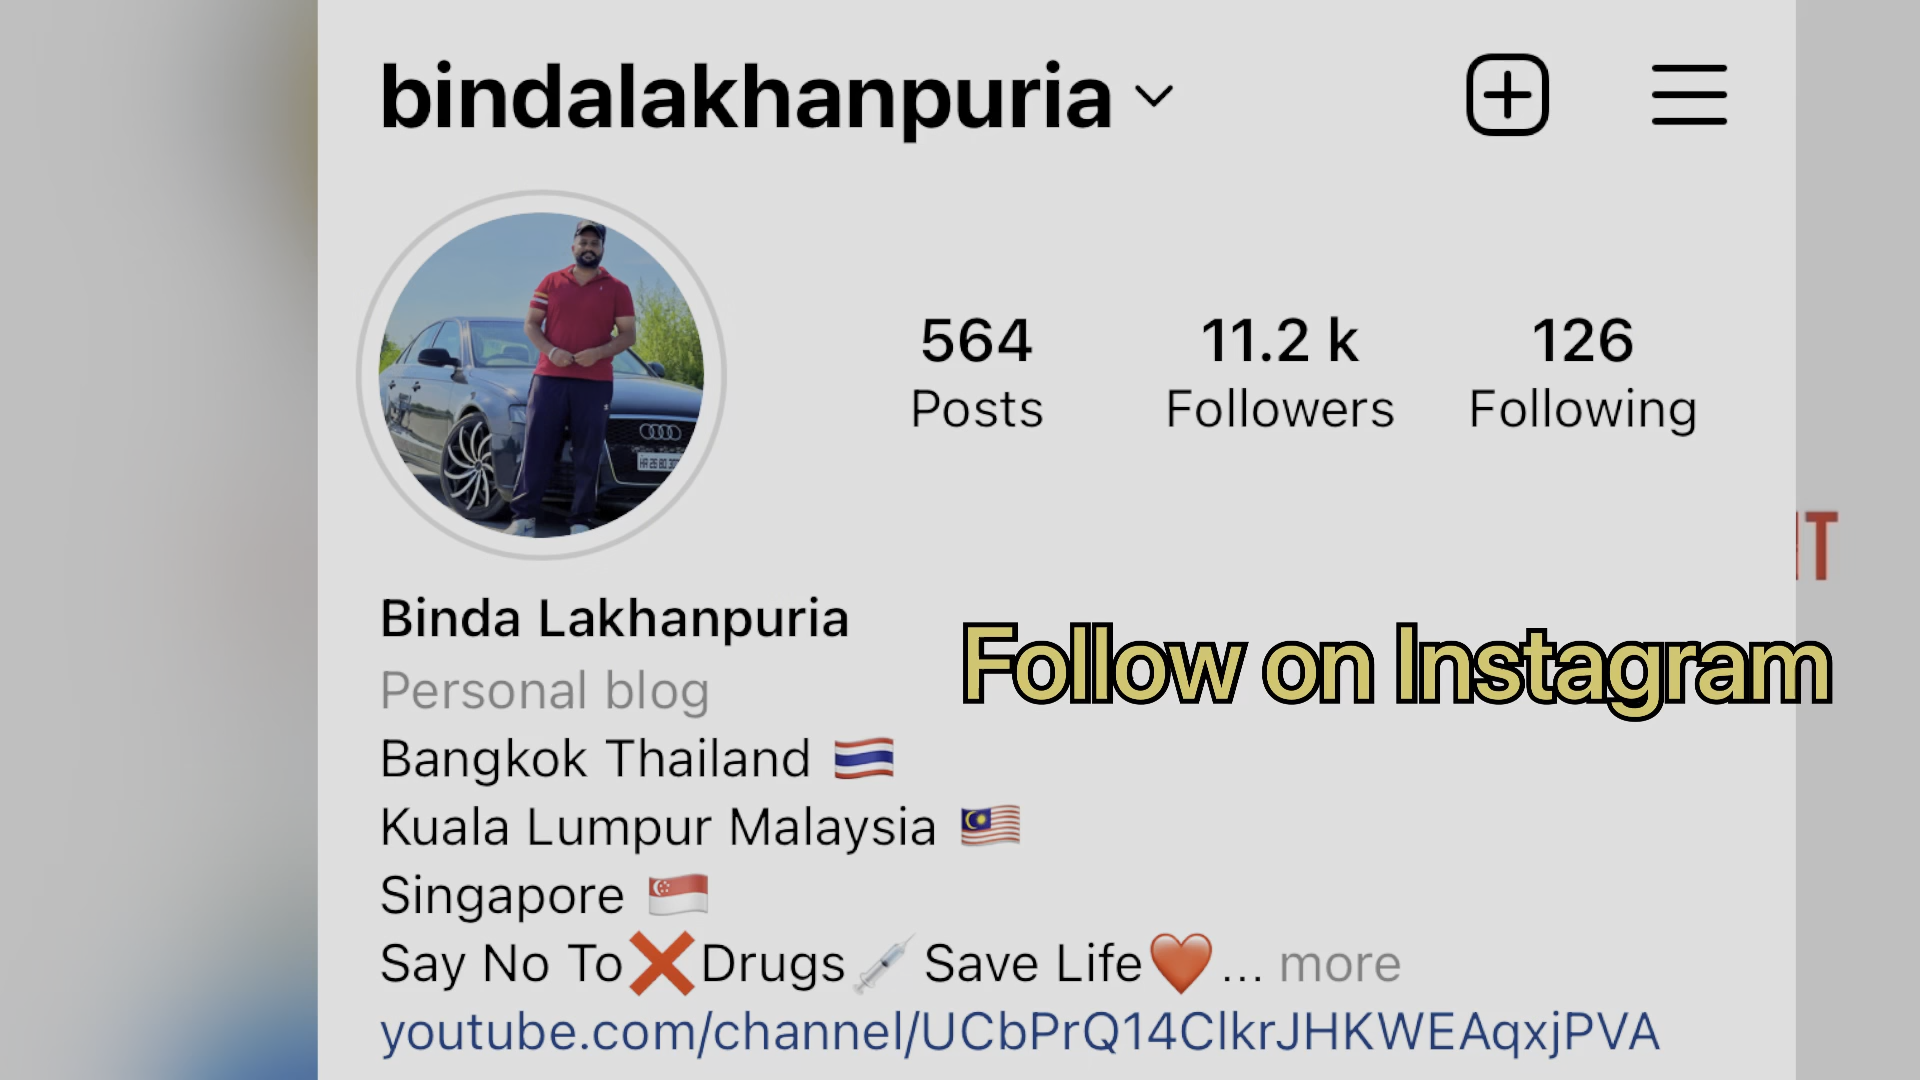 bindalakhanpuria
564
Posts
11.2 k
Followers
126
Following
Binda Lakhanpuria
Personal blog
Follow on Instagram
Bangkok Thailand 🇹🇭
Kuala Lumpur Malaysia 🇲🇾
Singapore 🇸🇬
Say No To❌Drugs💉 Save Life❤️... more
youtube.com/channel/UCbPrQ14ClkrJHKWEAqxjPVA